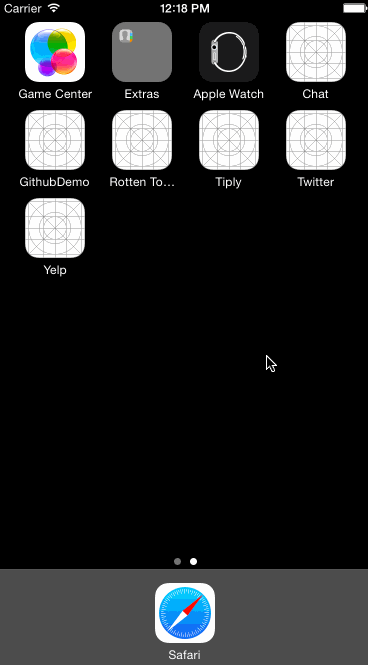 Carrier 12:18 PM
Game Center Extras Apple Watch Chat
GithubDemo Rotten To... Tiply Twitter
Yelp
Safari